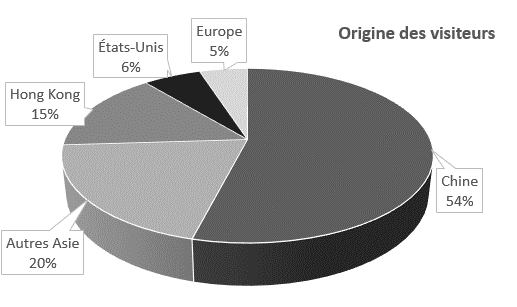 Origine des visiteurs
Europe
5%
États-Unis
6%
Hong Kong
15%
Autres Asie
20%
Chine
54%